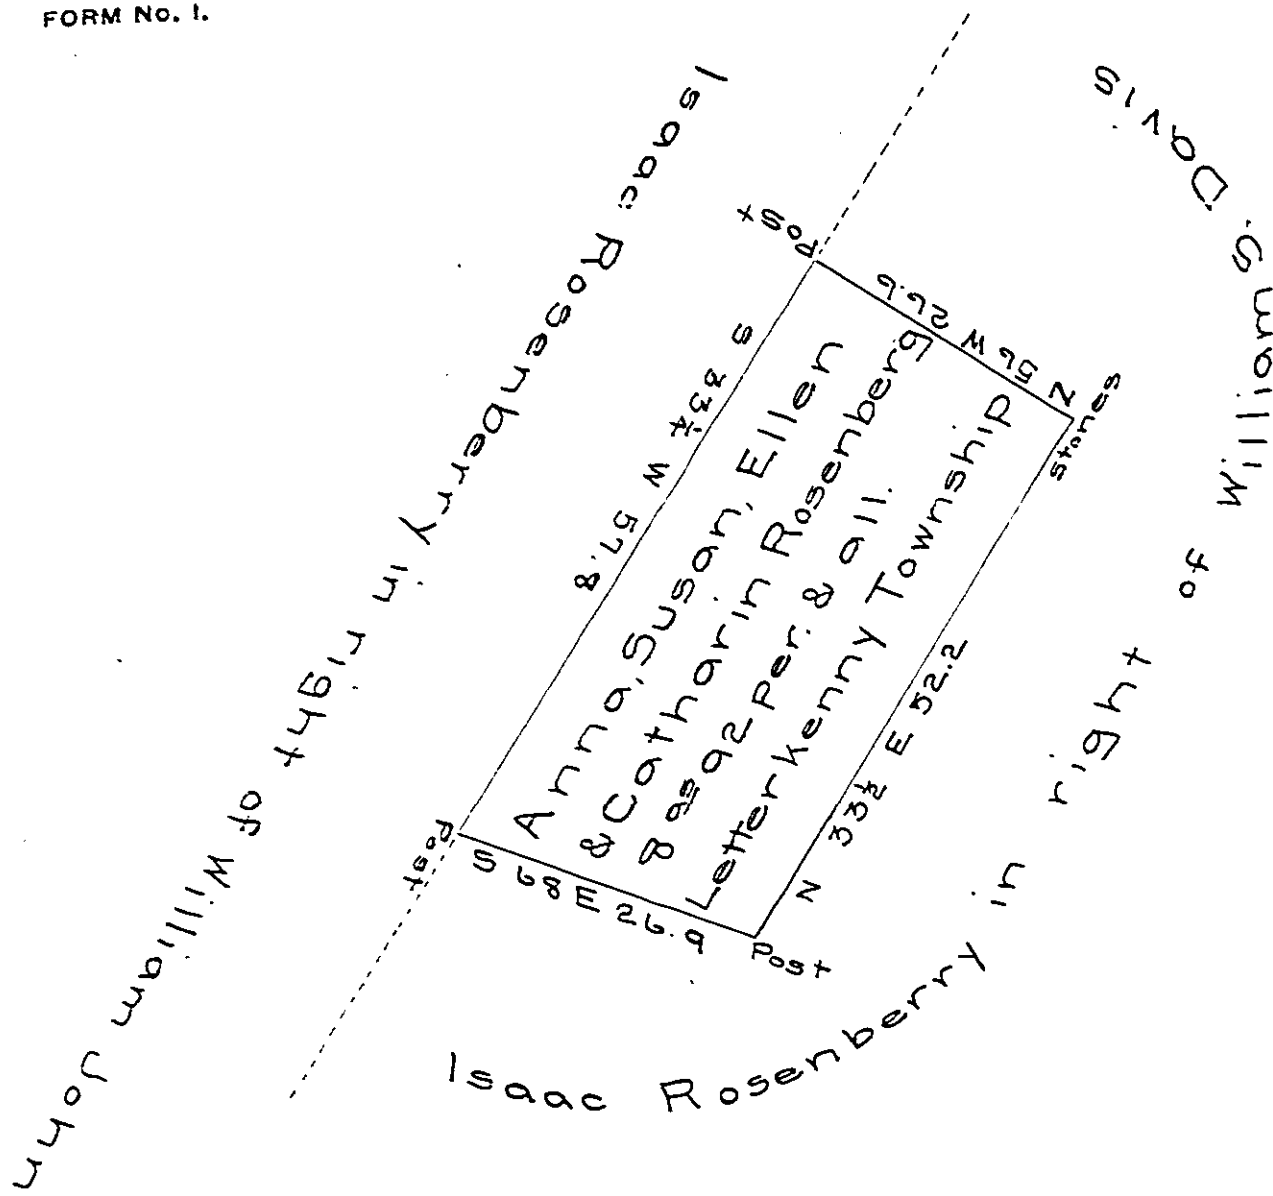 FORM No. 1.
Isaac Rosenberry in right of William John
Post
S 33¼ W 57.8
N 56 W 26.6
Stones
Anna, Susan, Ellen
& Catharin Rosenberg
8 as 92 Per. & all.
Letterkenny Township
N 33½ E 52.2
Post
S 68 E 26.9
Post
Isaac Rosenberry in right of William S. Davis